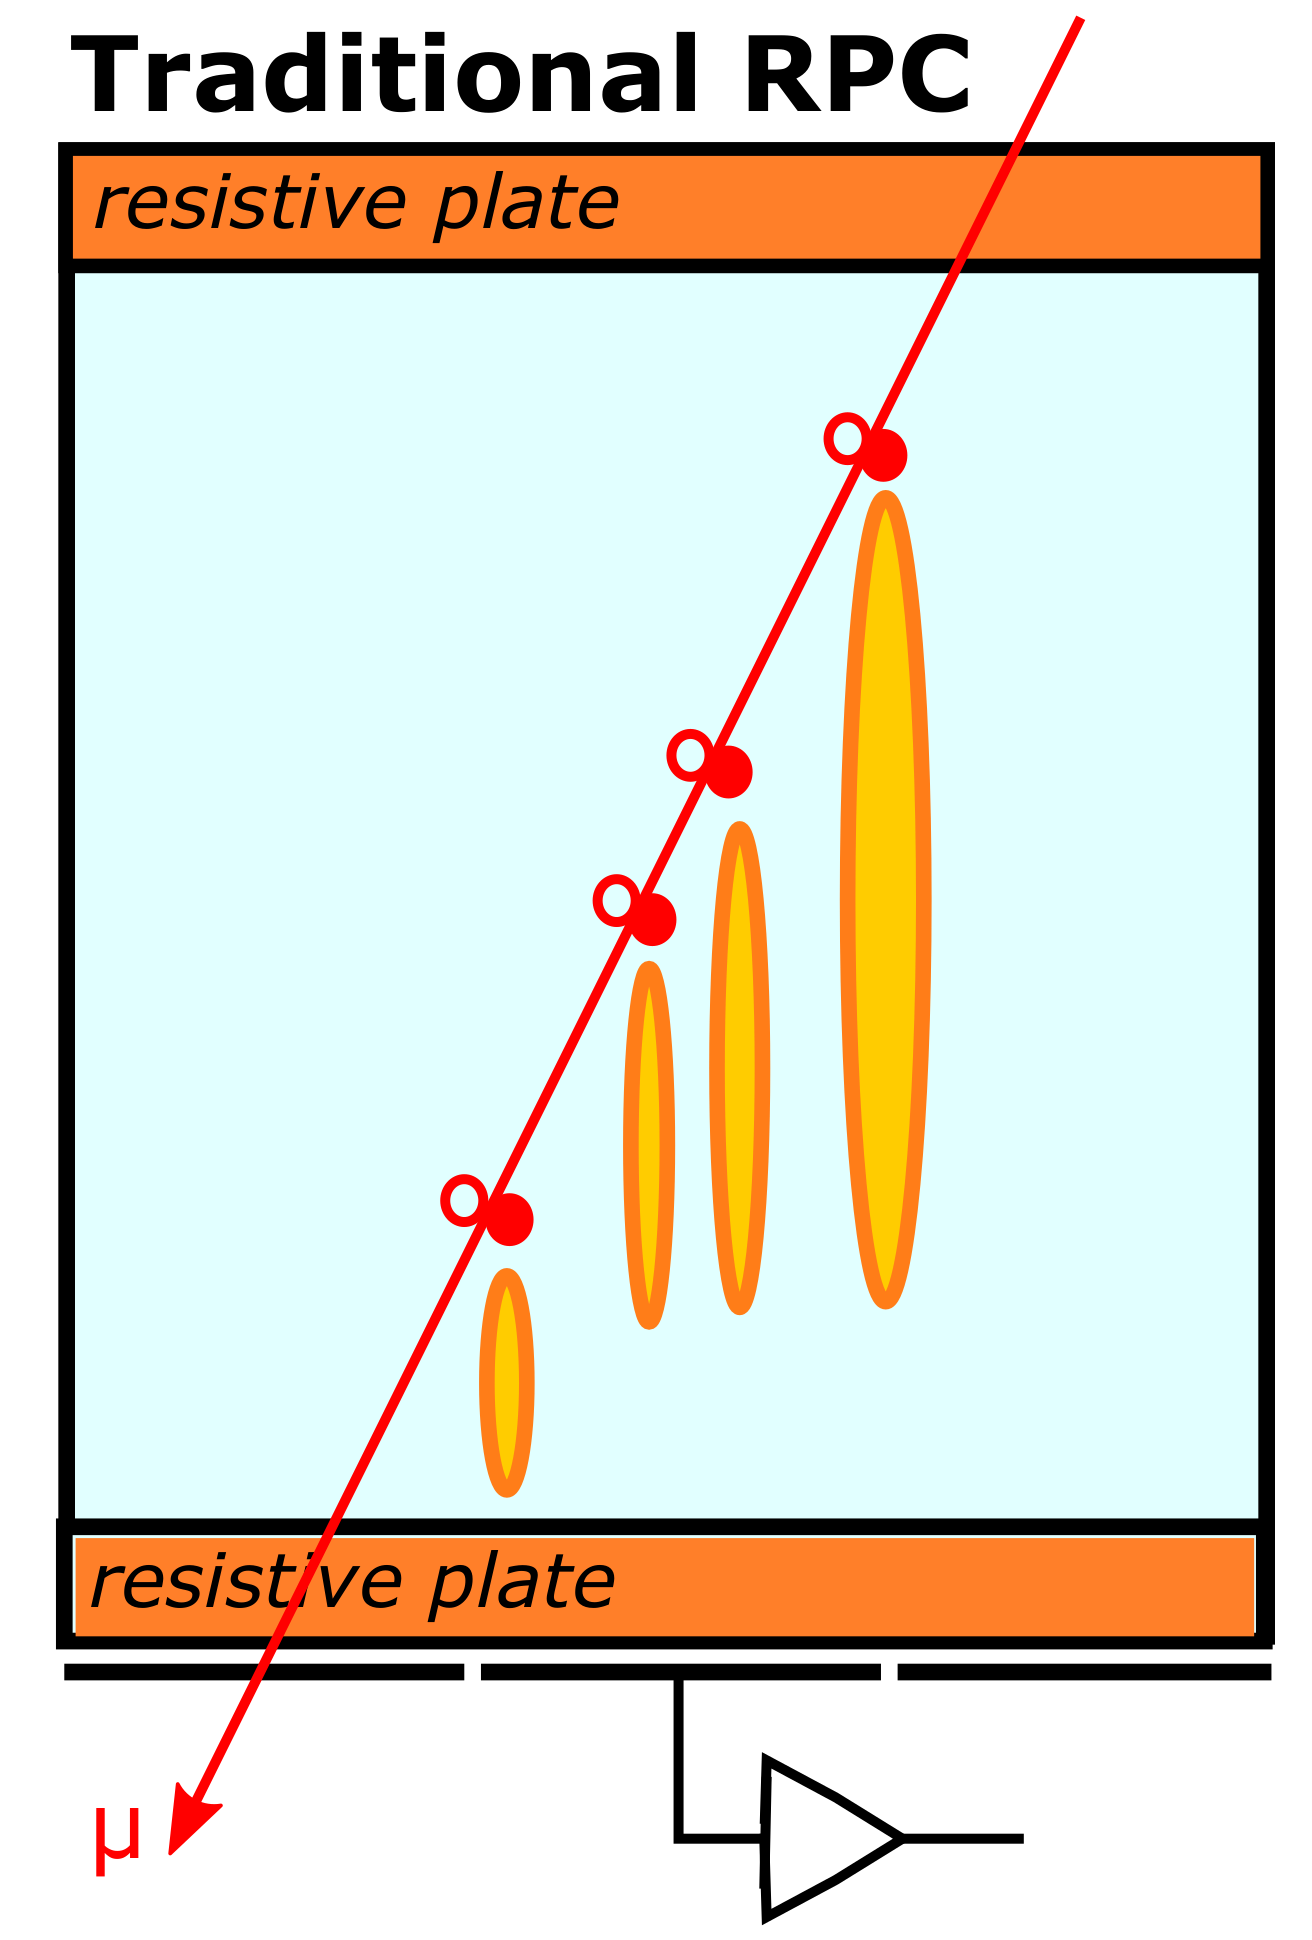 Traditional RPC
resistive plate
resistive plate
μ